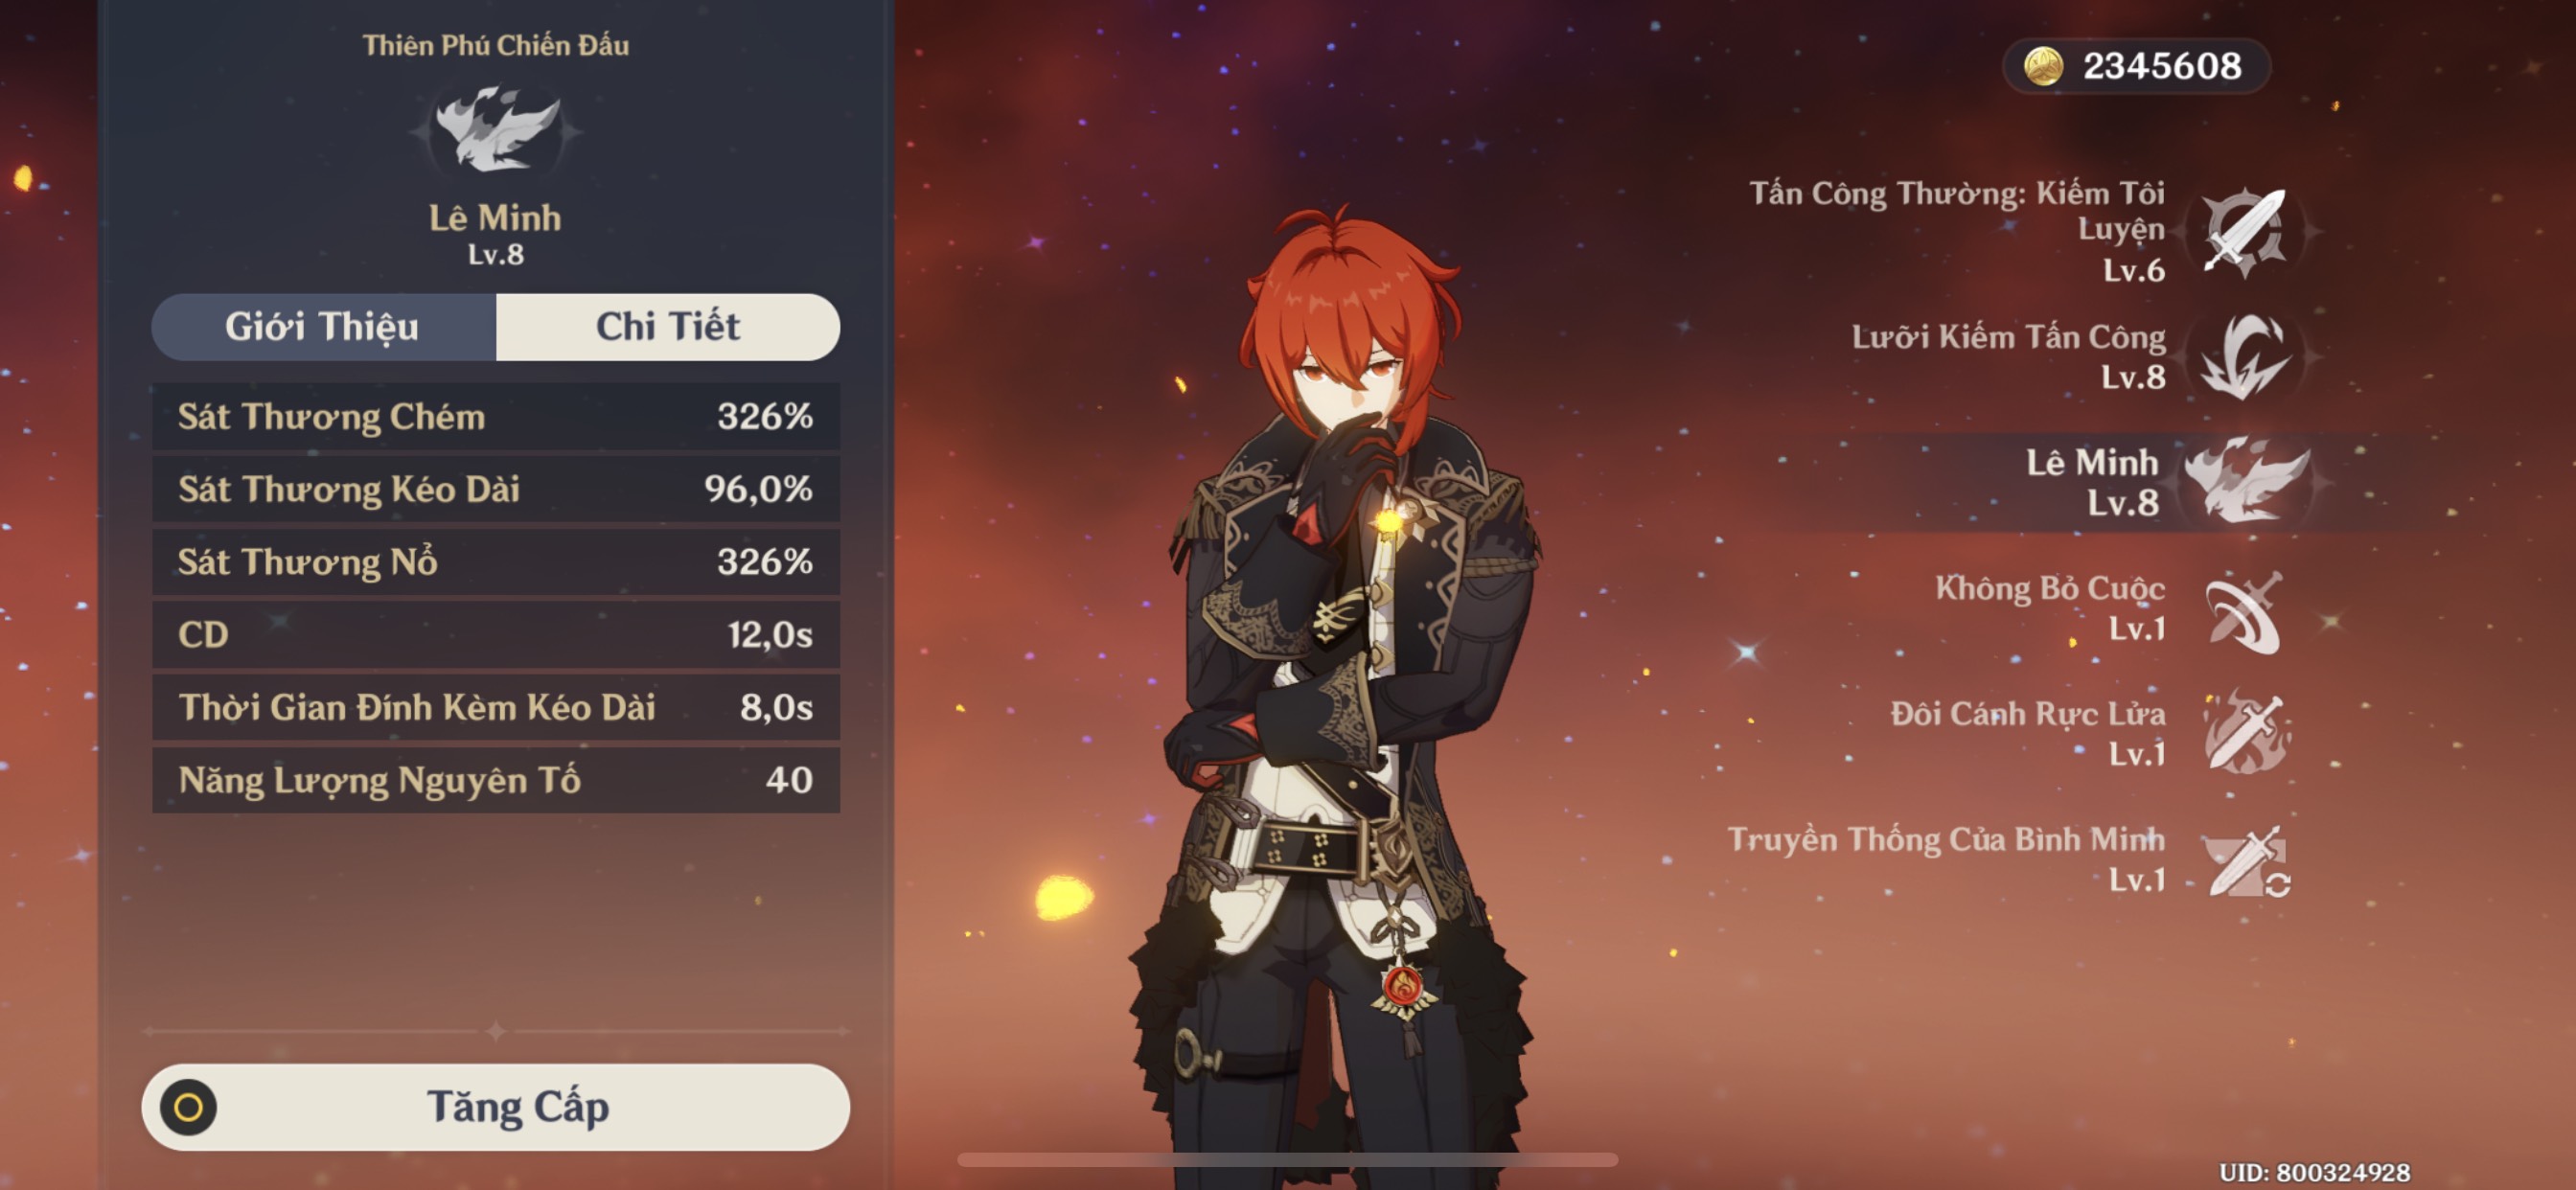 Thiên Phú Chiến Đấu
Lê Minh
Lv.8
Giới Thiệu
Chi Tiết
Sát Thương Chém 326%
Sát Thương Kéo Dài 96,0%
Sát Thương Nổ 326%
CD 12,0s
Thời Gian Đính Kèm Kéo Dài 8,0s
Năng Lượng Nguyên Tố 40
Tăng Cấp
2345608
Tấn Công Thường: Kiếm Tôi
Luyện
Lv.6
Lưỡi Kiếm Tấn Công
Lv.8
Lê Minh
Lv.8
Không Bỏ Cuộc
Lv.1
Đôi Cánh Rực Lửa
Lv.1
Truyền Thống Của Bình Minh
Lv.1
UID: 800324928